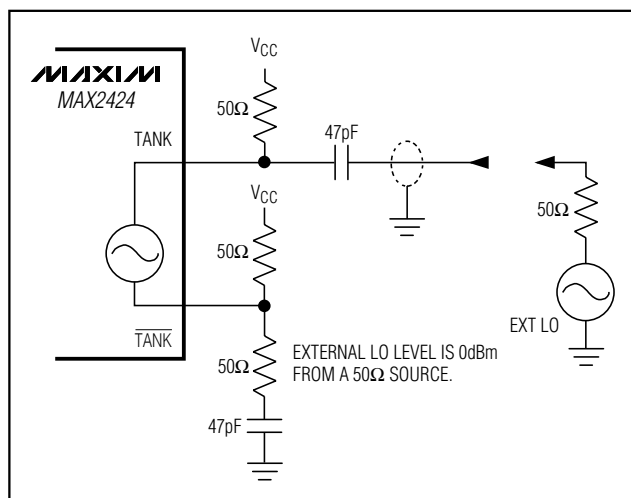 VCC
MAXIM
MAX2424
50Ω
47pF
TANK
VCC
50Ω
50Ω
EXT LO
TANK
50Ω
EXTERNAL LO LEVEL IS 0dBm
FROM A 50Ω SOURCE.
47pF